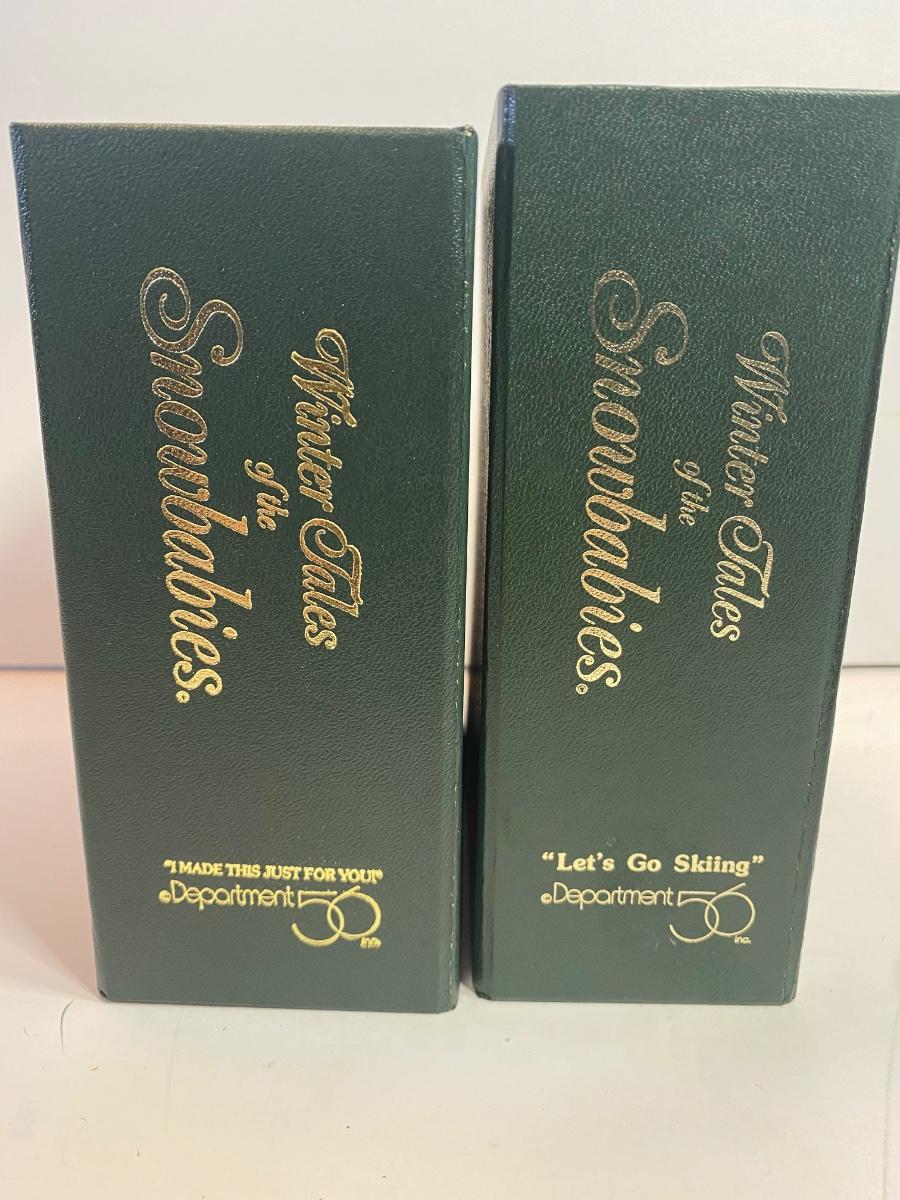 Winter Tales
of the
Snowbabies©
"I MADE THIS JUST FOR YOU!"
©Department 56 inc.
Winter Tales
of the
Snowbabies©
"Let's Go Skiing"
©Department 56 inc.